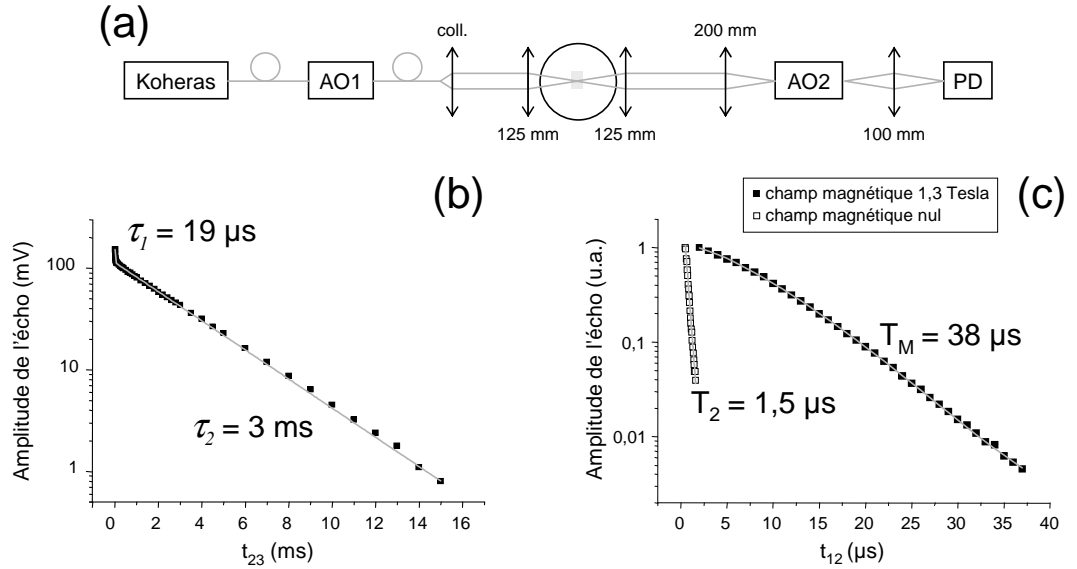 (a)
coll.
200 mm
Koheras
AO1
AO2
PD
125 mm
125 mm
100 mm
(b)
τ1 = 19 µs
τ2 = 3 ms
Amplitude de l'écho (mV)
100
10
1
0 2 4 6 8 10 12 14 16
t23 (ms)
(c)
champ magnétique 1,3 Tesla
champ magnétique nul
TM = 38 µs
T2 = 1,5 µs
Amplitude de l'écho (u.a.)
1
0,1
0,01
0 5 10 15 20 25 30 35 40
t12 (µs)